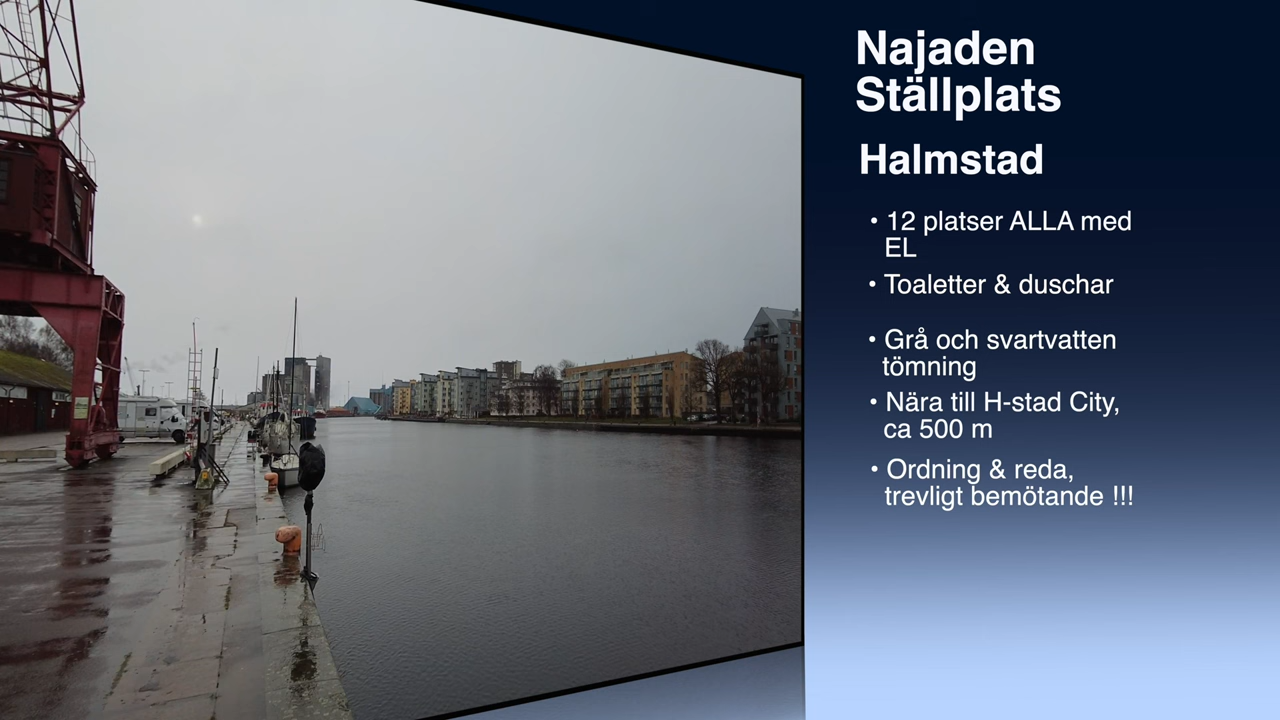 Najaden
Ställplats
Halmstad
• 12 platser ALLA med
EL
• Toaletter & duschar
• Grå och svartvatten
tömning
• Nära till H-stad City,
ca 500 m
• Ordning & reda,
trevligt bemötande !!!